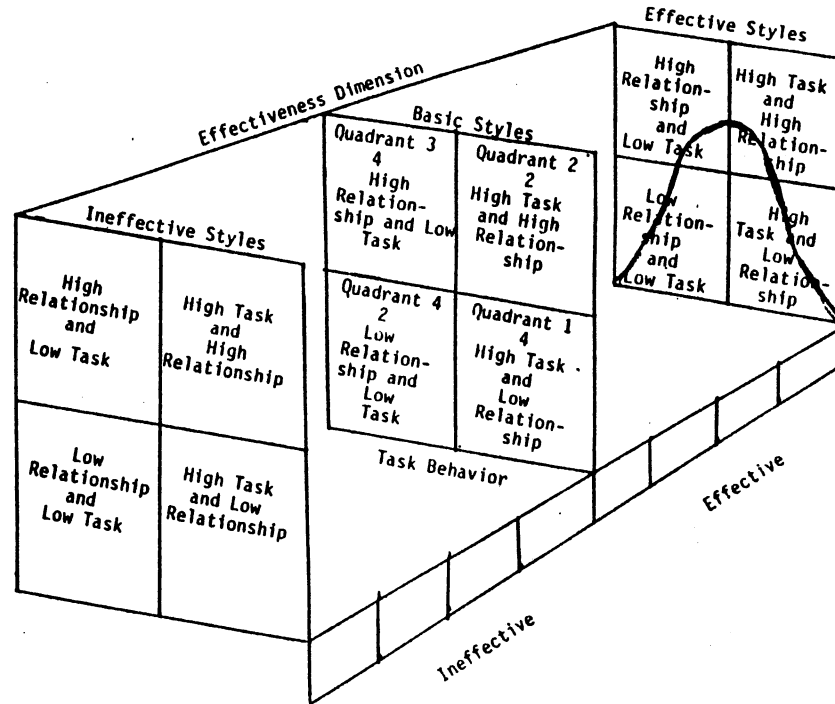 Effective Styles
High
Relation-
ship
and
Low Task
High Task
and
High
Relation-
ship
Low
Relation-
ship
and
Low Task
High
Task and
Low
Relation-
ship
Effectiveness Dimension
Basic Styles
Quadrant 3
4
High
Relation-
ship and Low
Task
Quadrant 2
2
High Task
and High
Relation-
ship
Quadrant 4
2
Low
Relation-
ship and
Low
Task
Quadrant 1
4
High Task
and
Low
Relation-
ship
Task Behavior
Ineffective Styles
High
Relationship
and
Low Task
High Task
and
High
Relationship
Low
Relationship
and
Low Task
High Task
and Low
Relationship
Effective
Ineffective